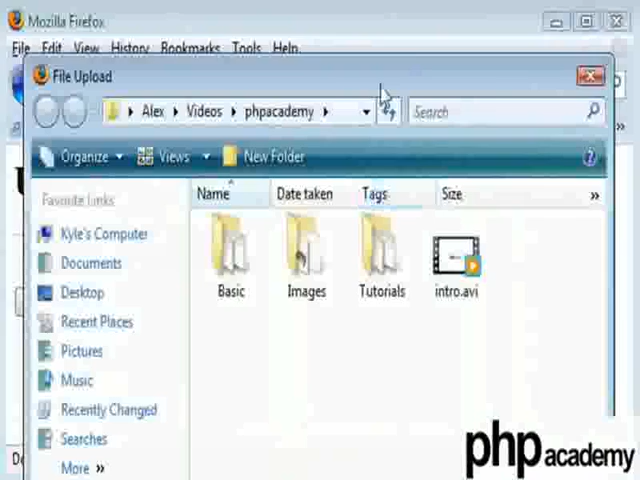 Mozilla Firefox
File Edit View History Bookmarks Tools Help
File Upload
Alex Videos phpacademy Search
Organize Views New Folder
Favorite Links Name Date taken Tags Size »
Kyle's Computer
Documents
Desktop
Recent Places
Pictures
Music
Recently Changed
Searches
More »
Basic Images Tutorials intro.avi
php academy